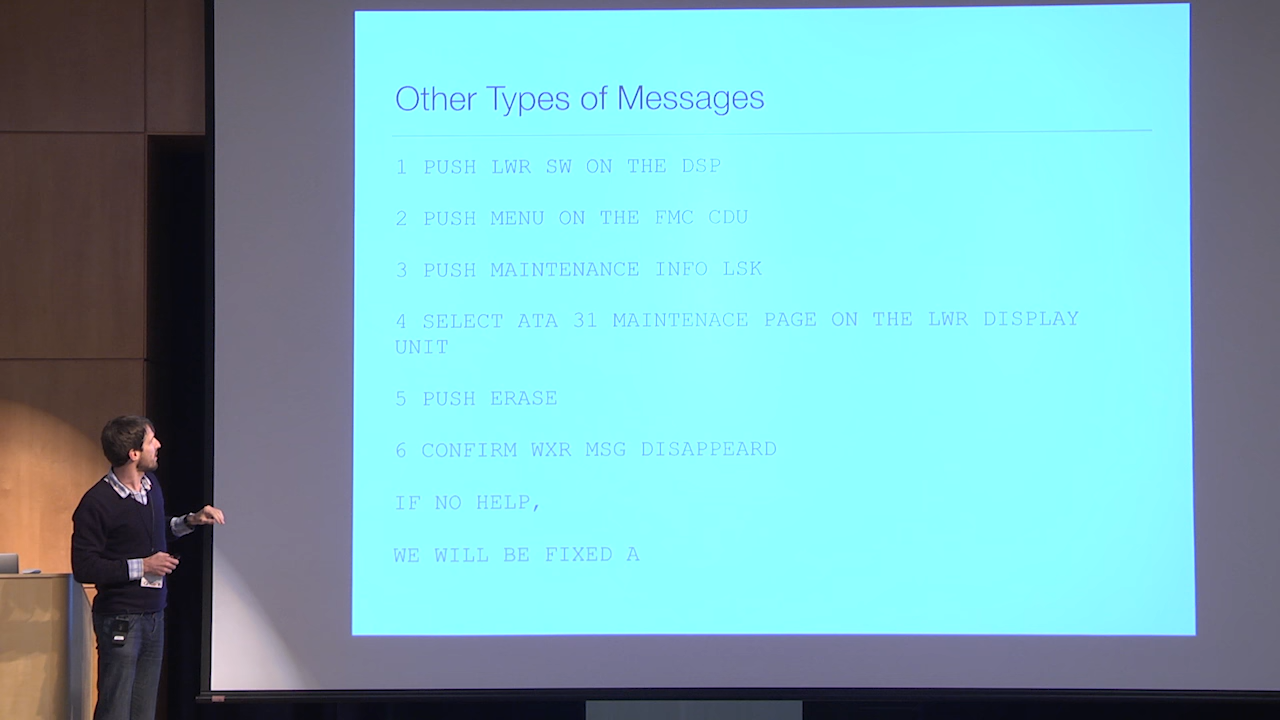 Other Types of Messages
1 PUSH LWR SW ON THE DSP
2 PUSH MENU ON THE FMC CDU
3 PUSH MAINTENANCE INFO LSK
4 SELECT ATA 31 MAINTENACE PAGE ON THE LWR DISPLAY
UNIT
5 PUSH ERASE
6 CONFIRM WXR MSG DISAPPEARD
IF NO HELP,
WE WILL BE FIXED A